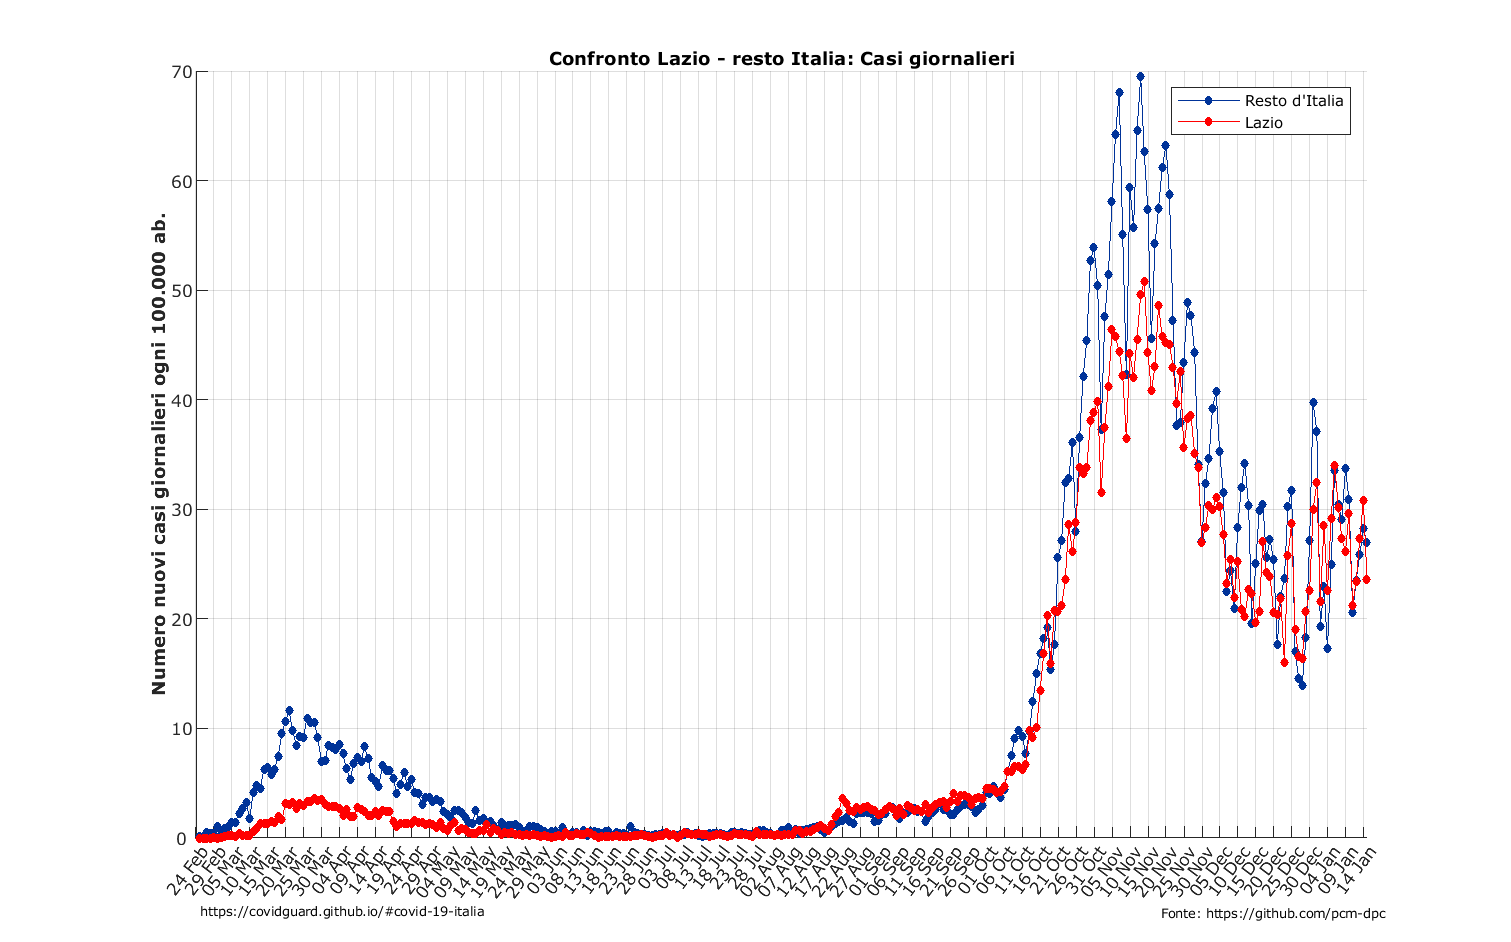 Confronto Lazio - resto Italia: Casi giornalieri
Resto d'Italia
Lazio
Numero nuovi casi giornalieri ogni 100.000 ab.
70
60
50
40
30
20
10
0
24 Feb
29 Feb
05 Mar
10 Mar
15 Mar
20 Mar
25 Mar
30 Mar
04 Apr
09 Apr
14 Apr
19 Apr
24 Apr
29 Apr
04 May
09 May
14 May
19 May
24 May
29 May
03 Jun
08 Jun
13 Jun
18 Jun
23 Jun
28 Jun
03 Jul
08 Jul
13 Jul
18 Jul
23 Jul
28 Jul
02 Aug
07 Aug
12 Aug
17 Aug
22 Aug
27 Aug
01 Sep
06 Sep
11 Sep
16 Sep
21 Sep
26 Sep
01 Oct
06 Oct
11 Oct
16 Oct
21 Oct
26 Oct
31 Oct
05 Nov
10 Nov
15 Nov
20 Nov
25 Nov
30 Nov
05 Dec
10 Dec
15 Dec
20 Dec
25 Dec
30 Dec
04 Jan
09 Jan
14 Jan
https://covidguard.github.io/#covid-19-italia
Fonte: https://github.com/pcm-dpc